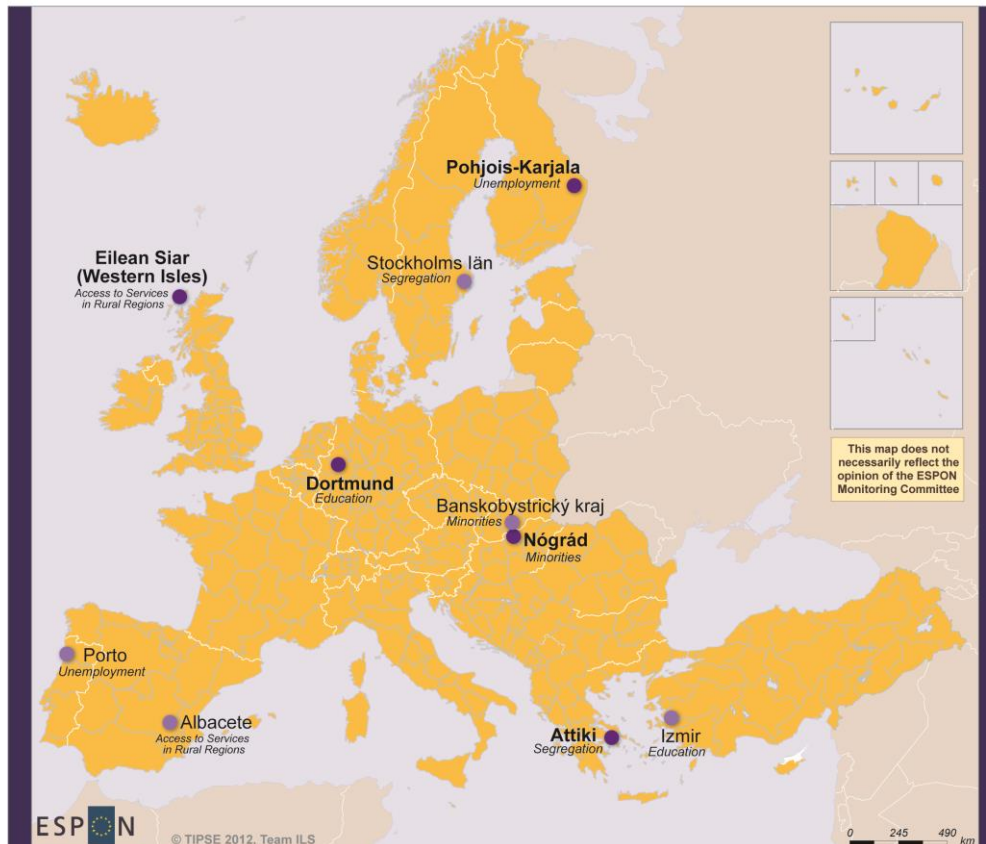 Pohjois-Karjala
Unemployment
Eilean Siar
(Western Isles)
Access to Services
in Rural Regions
Stockholms län
Segregation
This map does not
necessarily reflect the
opinion of the ESPON
Monitoring Committee
Dortmund
Education
Banskobystrický kraj
Minorities
Nógrád
Minorities
Porto
Unemployment
Albacete
Access to Services
in Rural Regions
Attiki
Segregation
Izmir
Education
ESPON
© TIPSE 2012, Team ILS
0 245 490
km